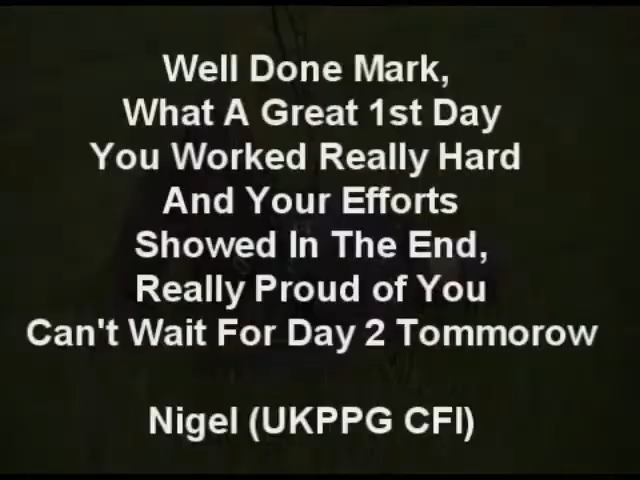 Well Done Mark,
What A Great 1st Day
You Worked Really Hard
And Your Efforts
Showed In The End,
Really Proud of You
Can't Wait For Day 2 Tommorow
Nigel (UKPPG CFI)